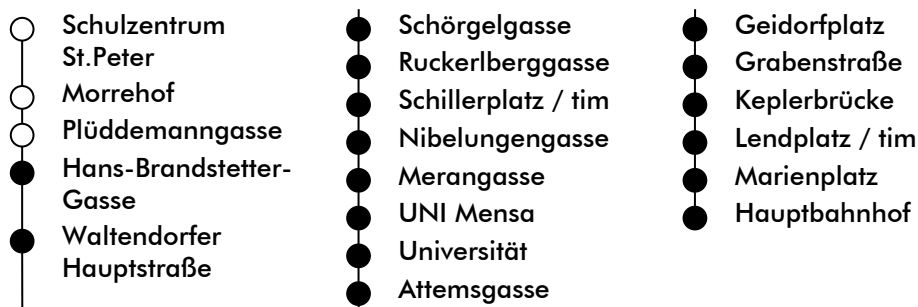 Schulzentrum
St.Peter
Morrehof
Plüddemanngasse
Hans-Brandstetter-
Gasse
Waltendorfer
Hauptstraße
Schörgelgasse
Ruckerlberggasse
Schillerplatz / tim
Nibelungengasse
Merangasse
UNI Mensa
Universität
Attemsgasse
Geidorfplatz
Grabenstraße
Keplerbrücke
Lendplatz / tim
Marienplatz
Hauptbahnhof